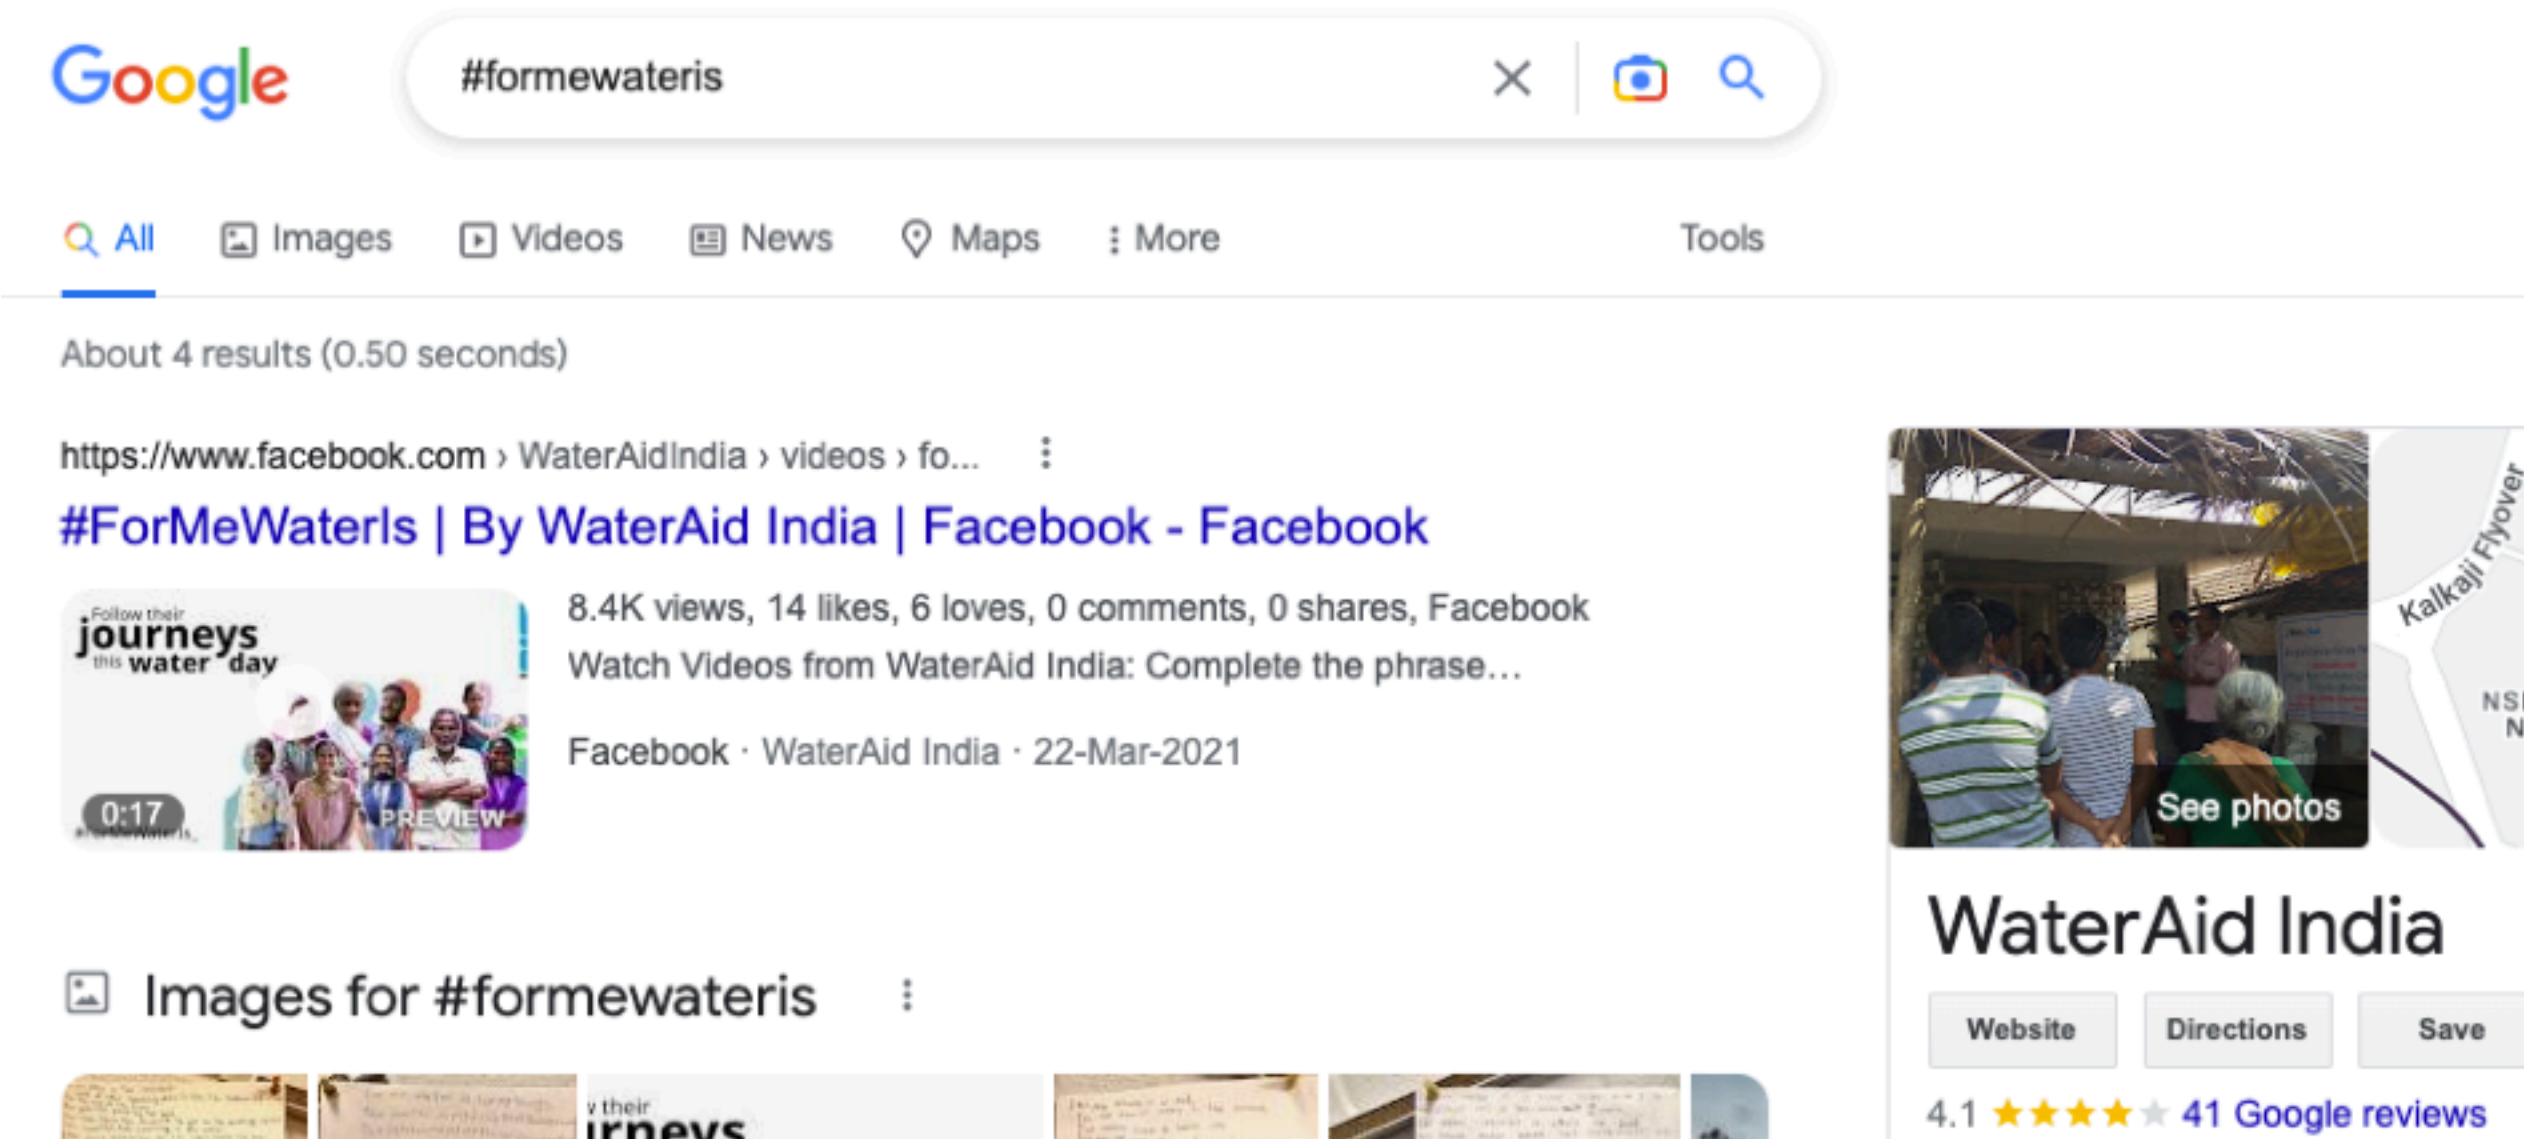 Google
#formewateris
All
Images
Videos
News
Maps
More
Tools
About 4 results (0.50 seconds)
https://www.facebook.com › WaterAidIndia › videos › fo...
#ForMeWaterIs | By WaterAid India | Facebook - Facebook
Follow their
journeys
this water day
0:17
PREVIEW
8.4K views, 14 likes, 6 loves, 0 comments, 0 shares, Facebook
Watch Videos from WaterAid India: Complete the phrase...
Facebook · WaterAid India · 22-Mar-2021
Images for #formewateris
their
See photos
Kalkaji Flyover
WaterAid India
Website
Directions
Save
4.1
41 Google reviews